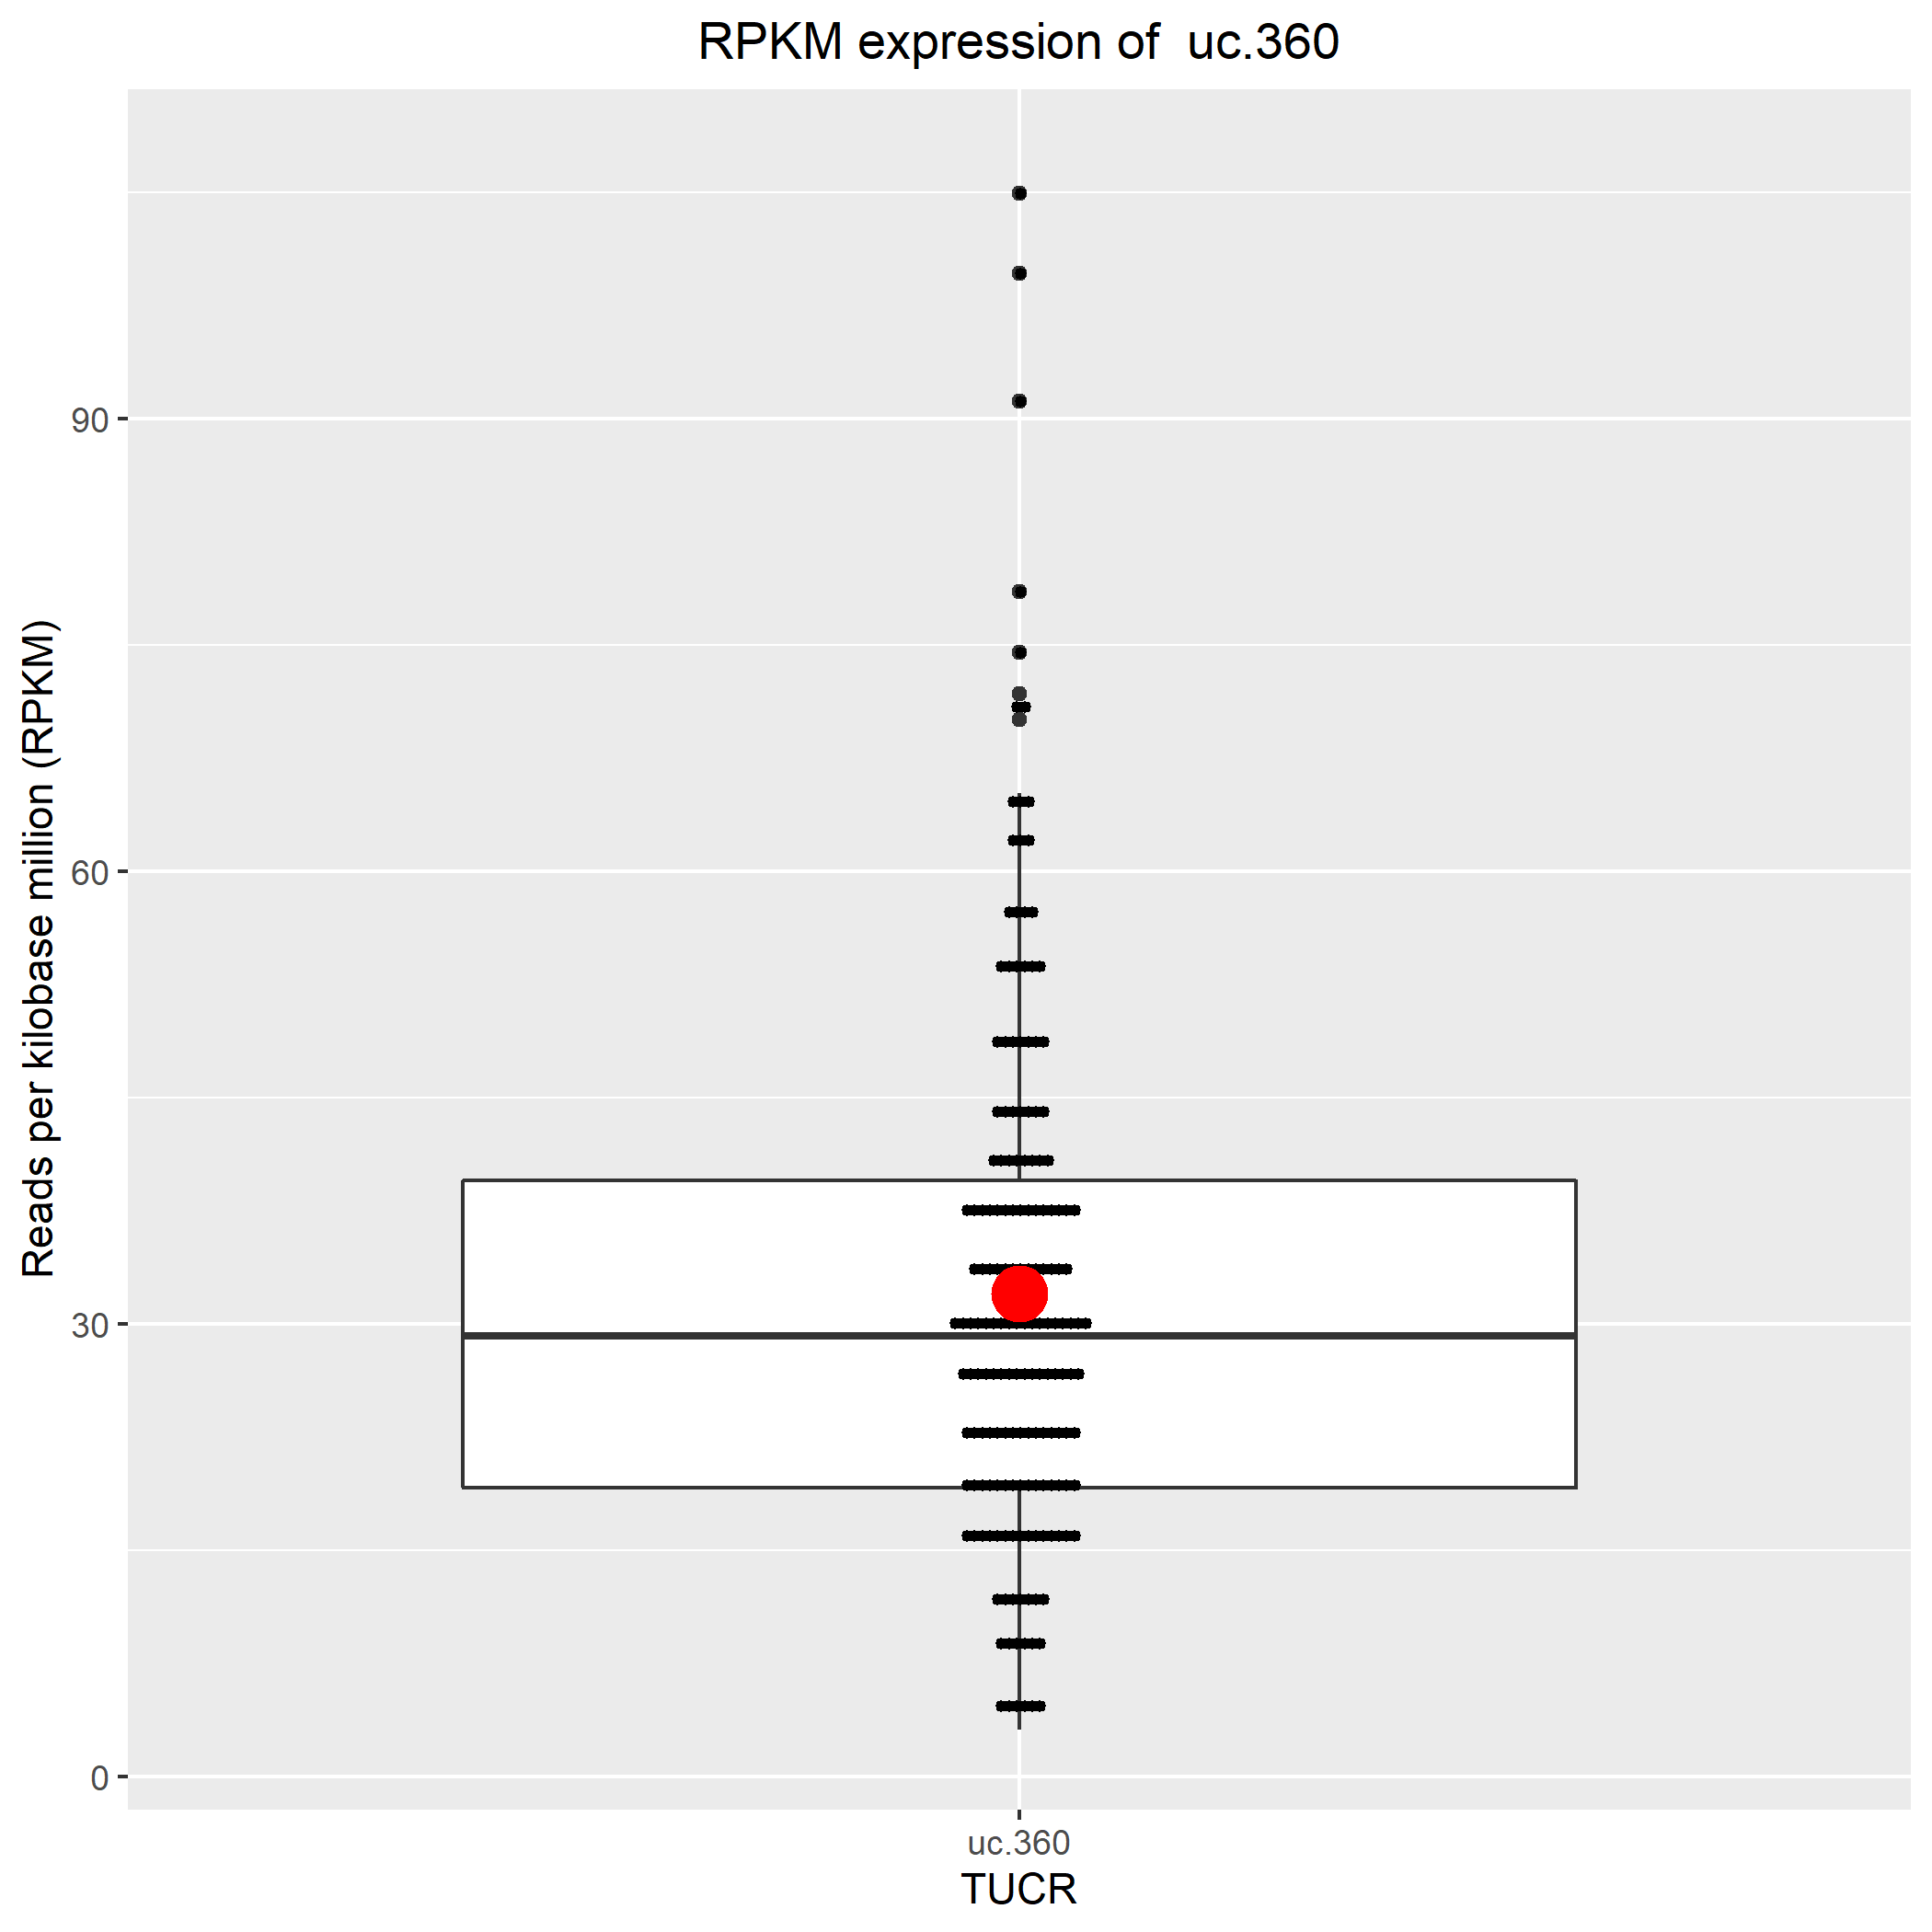 RPKM expression of  uc.360
Reads per kilobase million (RPKM)
90
60
30
0
uc.360
TUCR